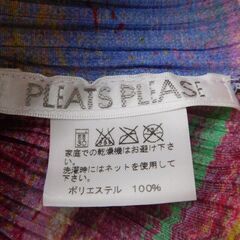 PLEATS PLEASE
家庭での乾燥機はお避け下さい。
洗濯時にはネットを使用して下さい。
ポリエステル 100%